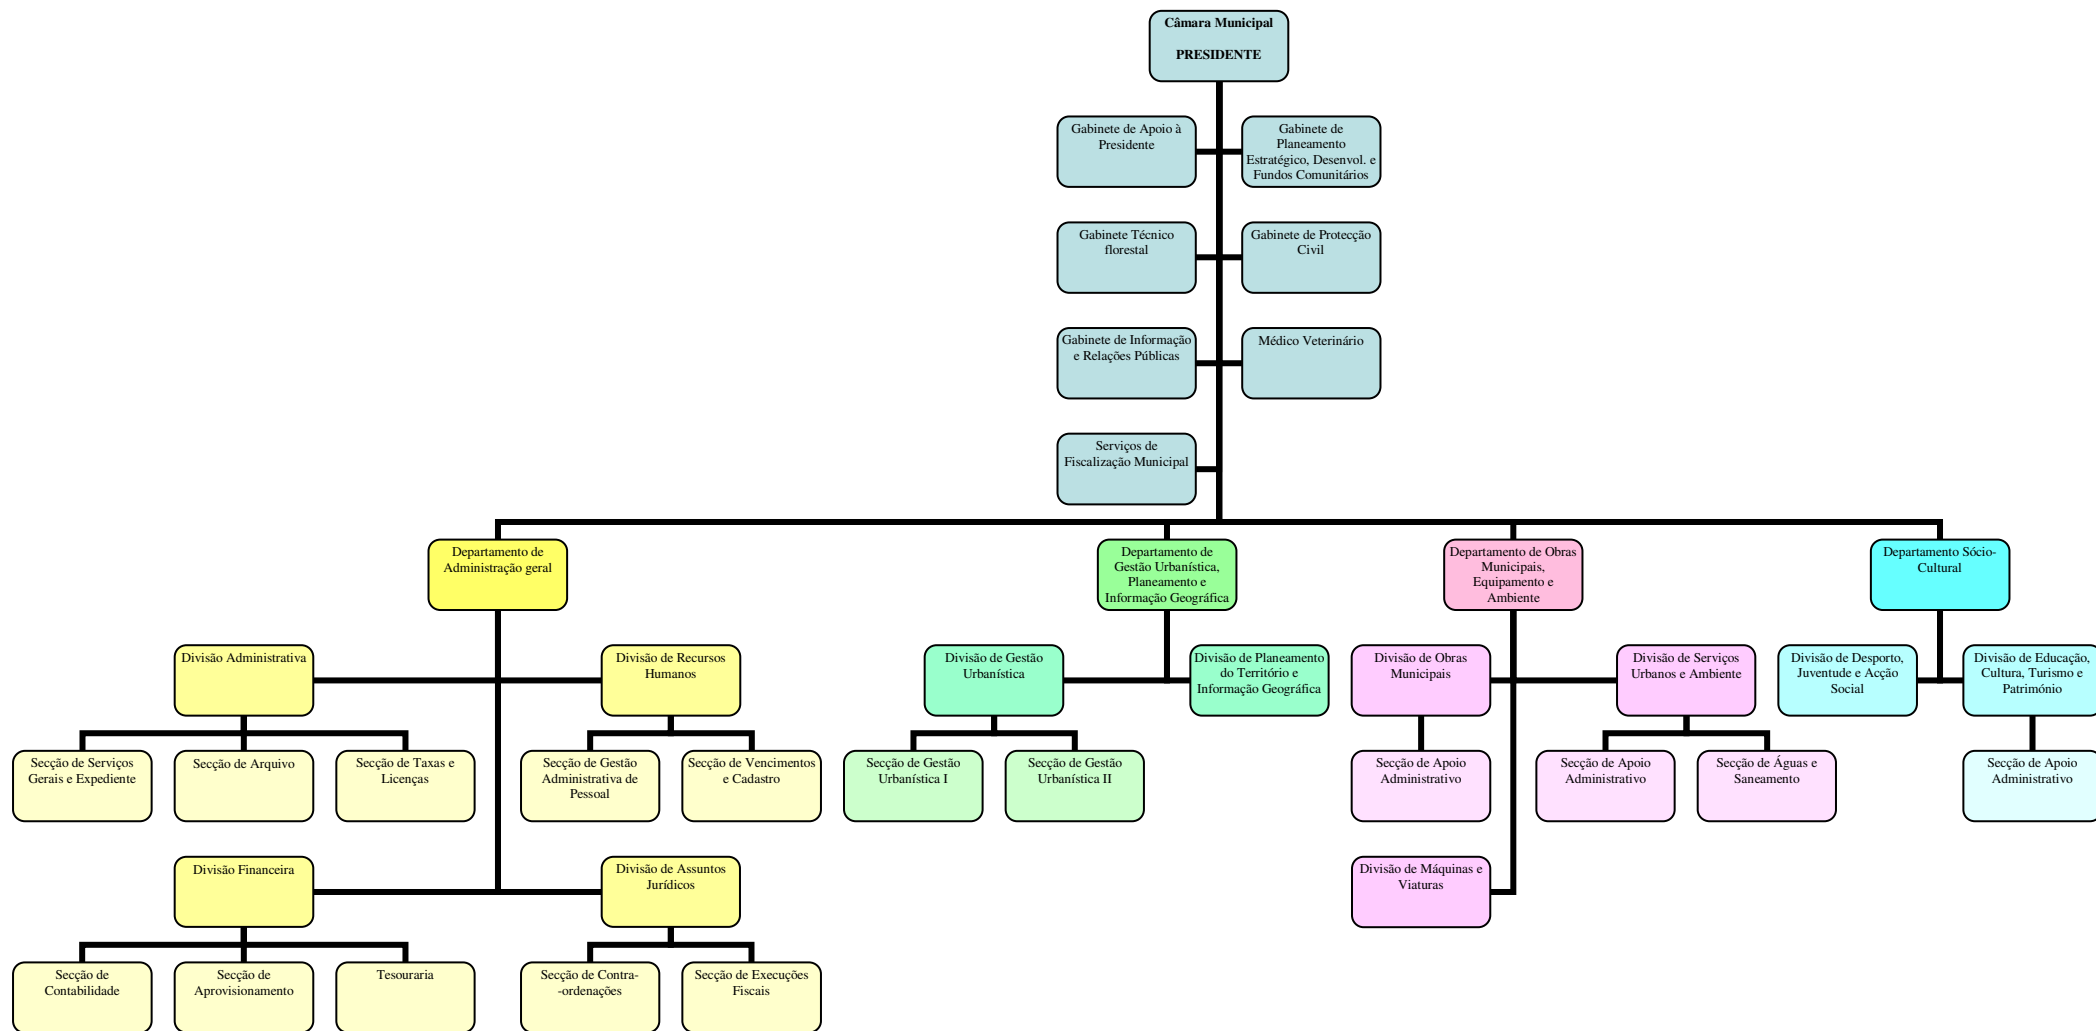 Câmara Municipal
PRESIDENTE
Gabinete de Apoio à
Presidente
Gabinete de
Planeamento
Estratégico, Desenvol. e
Fundos Comunitários
Gabinete Técnico
florestal
Gabinete de Protecção
Civil
Gabinete de Informação
e Relações Públicas
Médico Veterinário
Serviços de
Fiscalização Municipal
Departamento de
Administração geral
Departamento de
Gestão Urbanística,
Planeamento e
Informação Geográfica
Departamento de Obras
Municipais,
Equipamento e
Ambiente
Departamento Sócio-
Cultural
Divisão Administrativa
Divisão de Recursos
Humanos
Divisão de Gestão
Urbanística
Divisão de Planeamento
do Território e
Informação Geográfica
Divisão de Obras
Municipais
Divisão de Serviços
Urbanos e Ambiente
Divisão de Desporto,
Juventude e Acção
Social
Divisão de Educação,
Cultura, Turismo e
Património
Secção de Serviços
Gerais e Expediente
Secção de Arquivo
Secção de Taxas e
Licenças
Secção de Gestão
Administrativa de
Pessoal
Secção de Vencimentos
e Cadastro
Secção de Gestão
Urbanística I
Secção de Gestão
Urbanística II
Secção de Apoio
Administrativo
Secção de Apoio
Administrativo
Secção de Águas e
Saneamento
Secção de Apoio
Administrativo
Divisão Financeira
Divisão de Assuntos
Jurídicos
Divisão de Máquinas e
Viaturas
Secção de
Contabilidade
Secção de
Aprovisionamento
Tesouraria
Secção de Contra-
-ordenações
Secção de Execuções
Fiscais